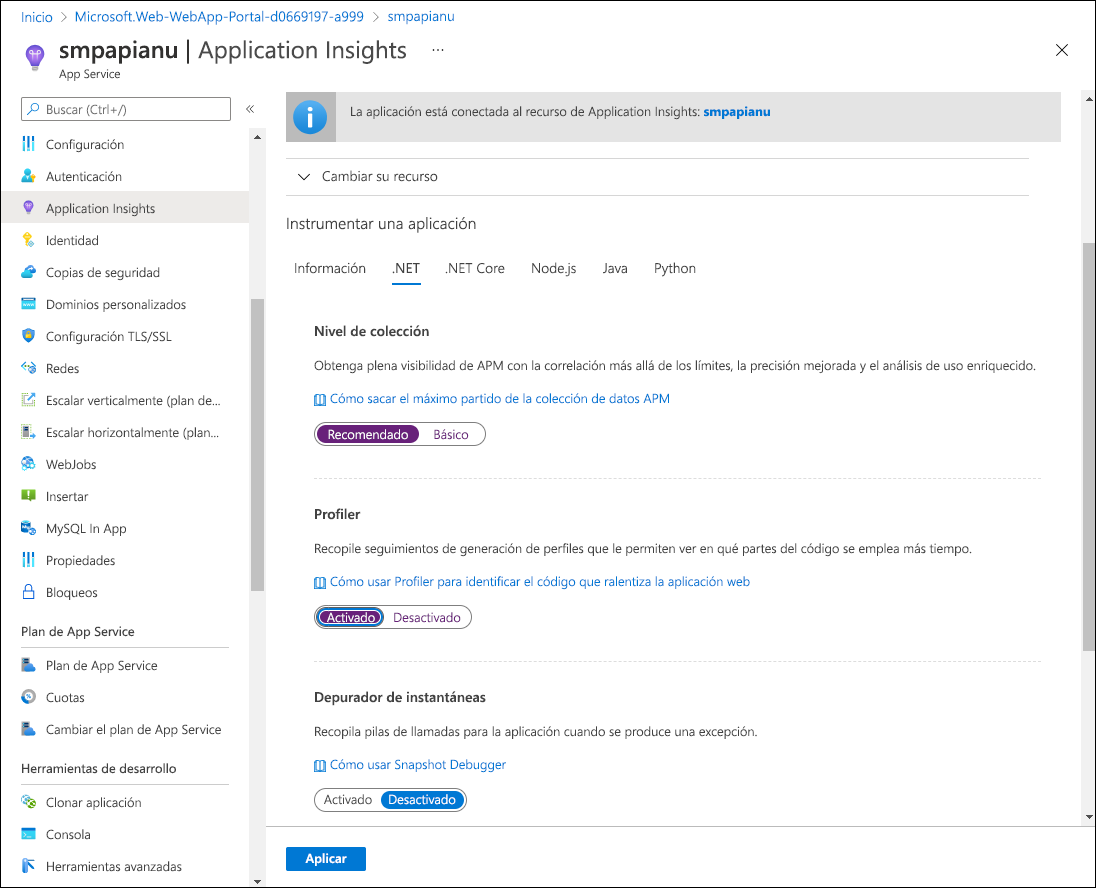 Inicio > Microsoft.Web-WebApp-Portal-d0669197-a999 > smpapianu
smpapianu | Application Insights ...
App Service
Buscar (Ctrl+/)
«
Configuración
Autenticación
Application Insights
Identidad
Copias de seguridad
Dominios personalizados
Configuración TLS/SSL
Redes
Escalar verticalmente (plan de...
Escalar horizontalmente (plan...
WebJobs
Insertar
MySQL In App
Propiedades
Bloqueos
Plan de App Service
Plan de App Service
Cuotas
Cambiar el plan de App Service
Herramientas de desarrollo
Clonar aplicación
Consola
Herramientas avanzadas
La aplicación está conectada al recurso de Application Insights: smpapianu
Cambiar su recurso
Instrumentar una aplicación
Información .NET .NET Core Node.js Java Python
Nivel de colección
Obtenga plena visibilidad de APM con la correlación más allá de los límites, la precisión mejorada y el análisis de uso enriquecido.
Cómo sacar el máximo partido de la colección de datos APM
Recomendado Básico
Profiler
Recopile seguimientos de generación de perfiles que le permiten ver en qué partes del código se emplea más tiempo.
Cómo usar Profiler para identificar el código que ralentiza la aplicación web
Activado Desactivado
Depurador de instantáneas
Recopila pilas de llamadas para la aplicación cuando se produce una excepción.
Cómo usar Snapshot Debugger
Activado Desactivado
Aplicar